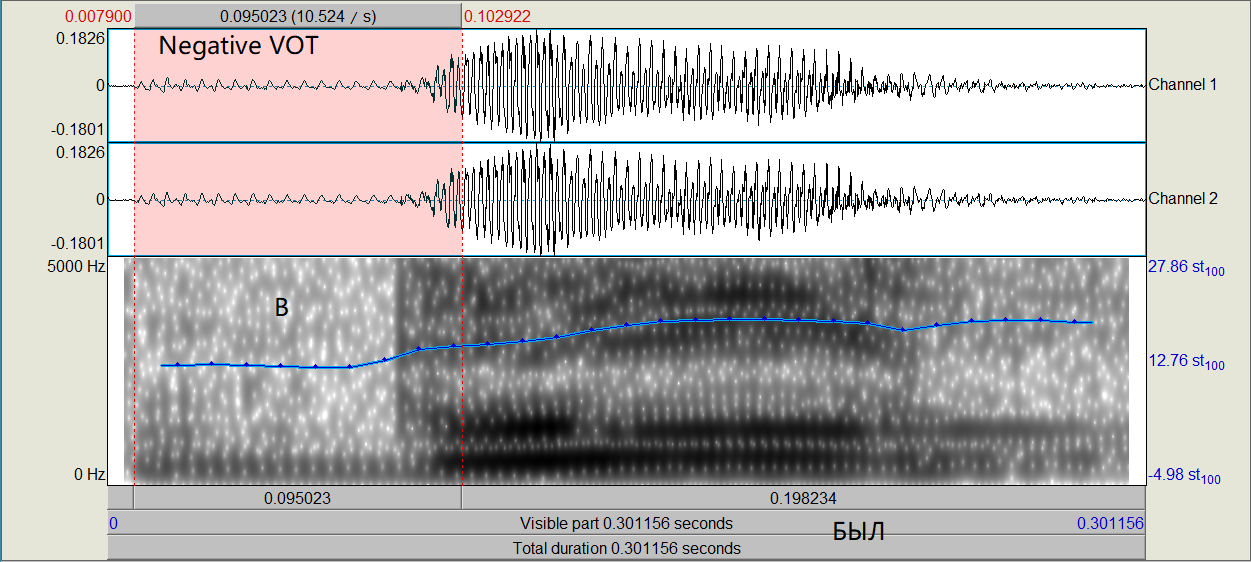 0.007900 0.095023 (10.524 / s) 0.102922
0.1826 Negative VOT
0 Channel 1
-0.1801
0.1826
0 Channel 2
-0.1801
5000 Hz 27.86 st100
B
12.76 st100
0 Hz -4.98 st100
0.095023 0.198234
0 Visible part 0.301156 seconds 0.301156
БЫЛ
Total duration 0.301156 seconds